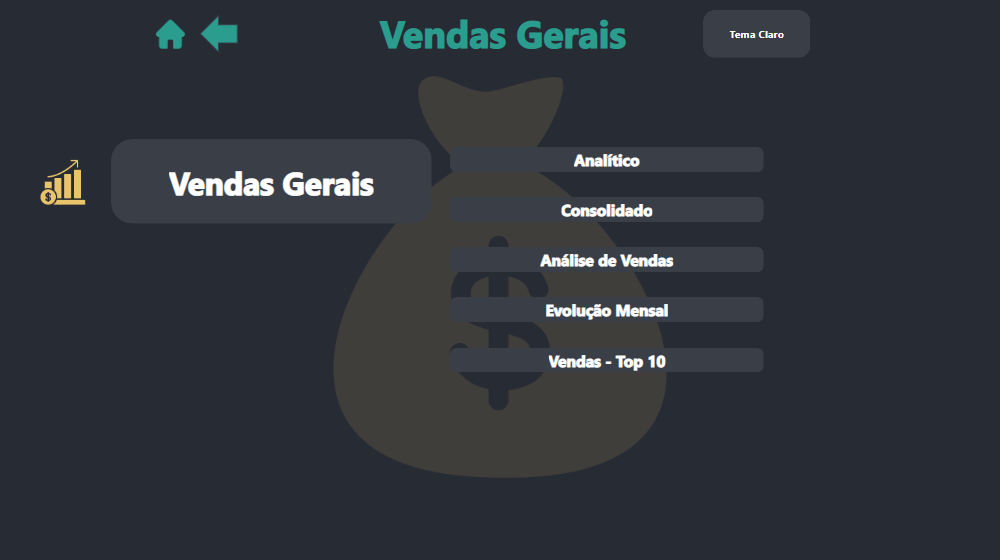 Vendas Gerais
Tema Claro
Vendas Gerais
Analítico
Consolidado
Análise de Vendas
Evolução Mensal
Vendas - Top 10
$
$